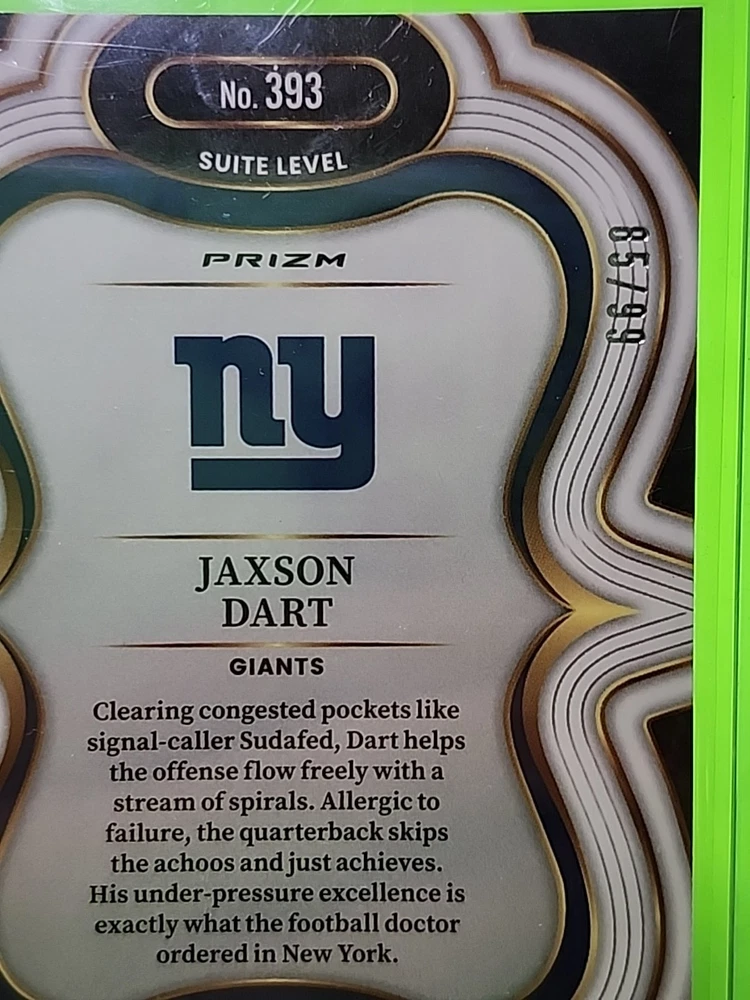 No. 393
SUITE LEVEL
85/99
PRIZM
ny
JAXSON
DART
GIANTS
Clearing congested pockets like
signal-caller Sudafed, Dart helps
the offense flow freely with a
stream of spirals. Allergic to
failure, the quarterback skips
the achoos and just achieves.
His under-pressure excellence is
exactly what the football doctor
ordered in New York.